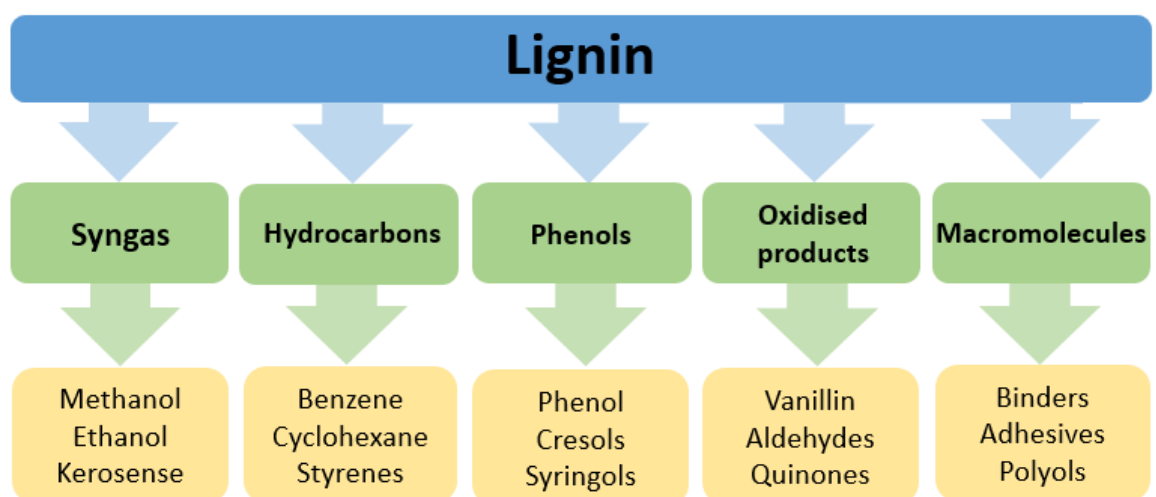 Lignin
Syngas
Hydrocarbons
Phenols
Oxidised
products
Macromolecules
Methanol
Ethanol
Kerosense
Benzene
Cyclohexane
Styrenes
Phenol
Cresols
Syringols
Vanillin
Aldehydes
Quinones
Binders
Adhesives
Polyols